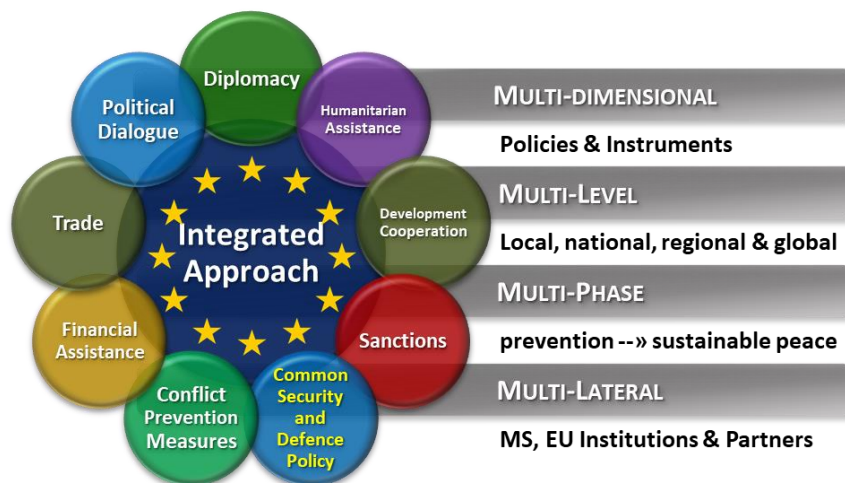 Diplomacy
Humanitarian
Assistance
Development
Cooperation
Sanctions
Common
Security
and
Defence
Policy
Conflict
Prevention
Measures
Financial
Assistance
Trade
Political
Dialogue
Integrated
Approach
MULTI-DIMENSIONAL
Policies & Instruments
MULTI-LEVEL
Local, national, regional & global
MULTI-PHASE
prevention --» sustainable peace
MULTI-LATERAL
MS, EU Institutions & Partners